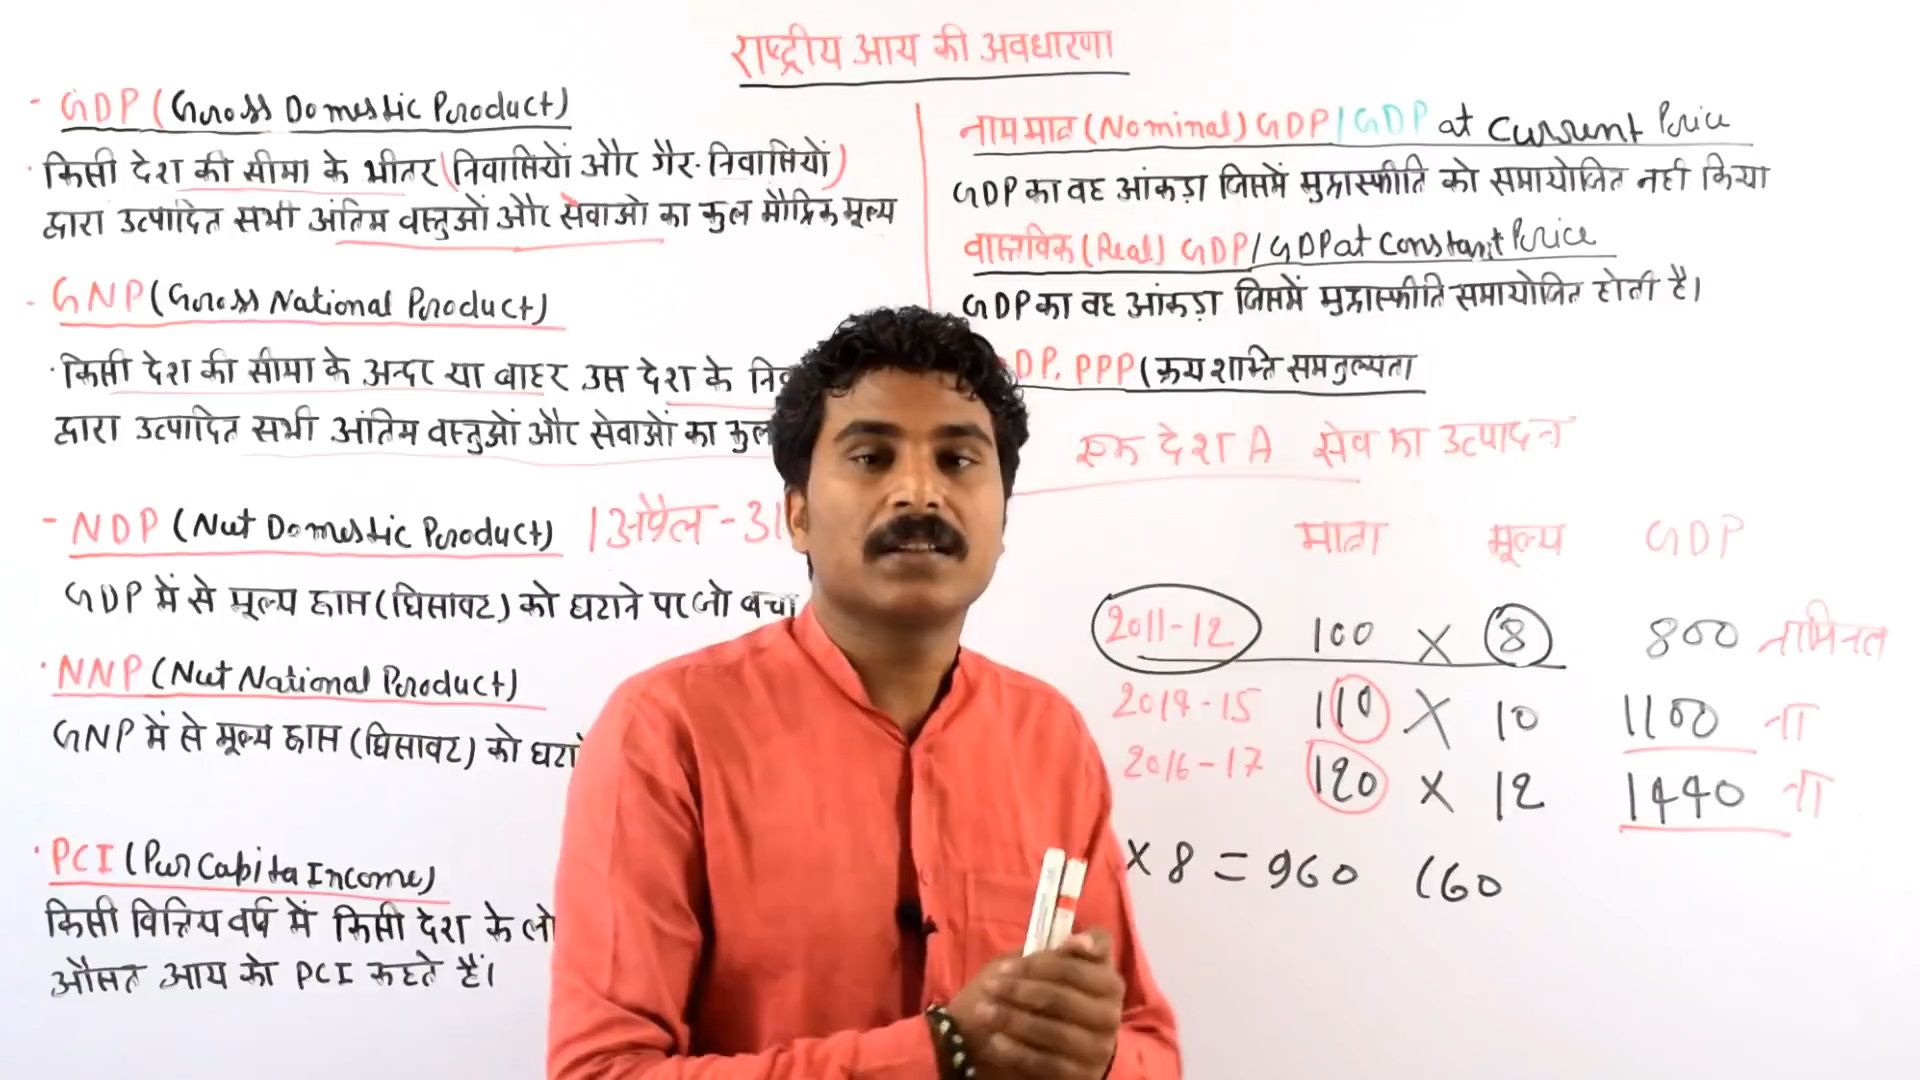 राष्ट्रीय आय की अवधारणा
- GDP (Gross Domestic Product)
· किसी देश की सीमा के भीतर (निवासियों और गैर-निवासियों)
द्वारा उत्पादित सभी अंतिम वस्तुओं और सेवाओं का कुल मौद्रिक मूल्य
- GNP (Gross National Product)
· किसी देश की सीमा के अन्दर या बाहर उस देश के
द्वारा उत्पादित सभी अंतिम वस्तुओं और सेवाओं का कुल
- NDP (Net Domestic Product) 1 अप्रैल - 31
GDP में से मूल्य ह्रास (घिसावट) को घटाने पर जो बचा
· NNP (Net National Product)
GNP में से मूल्य ह्रास (घिसावट) को
· PCI (Per Capita Income)
किसी वित्तिय वर्ष में किसी देश के
औसत आय को PCI कहते हैं।
नाममात्र (Nominal) GDP / GDP at Current Price
GDP का वह आंकड़ा जिसमें मुद्रास्फीति को समायोजित नहीं किया
वास्तविक (Real) GDP / GDP at Constant Price
GDP का वह आंकड़ा जिसमें मुद्रास्फीति समायोजित होती है।
DP. PPP (क्रय शक्ति समतुल्यता
एक देश A सेव का उत्पादन
मात्रा मूल्य GDP
2011-12 100 X 8 800 नामिनल
2014-15 110 X 10 1100 ना
2016-17 120 X 12 1440 ना
X 8 = 960 (60